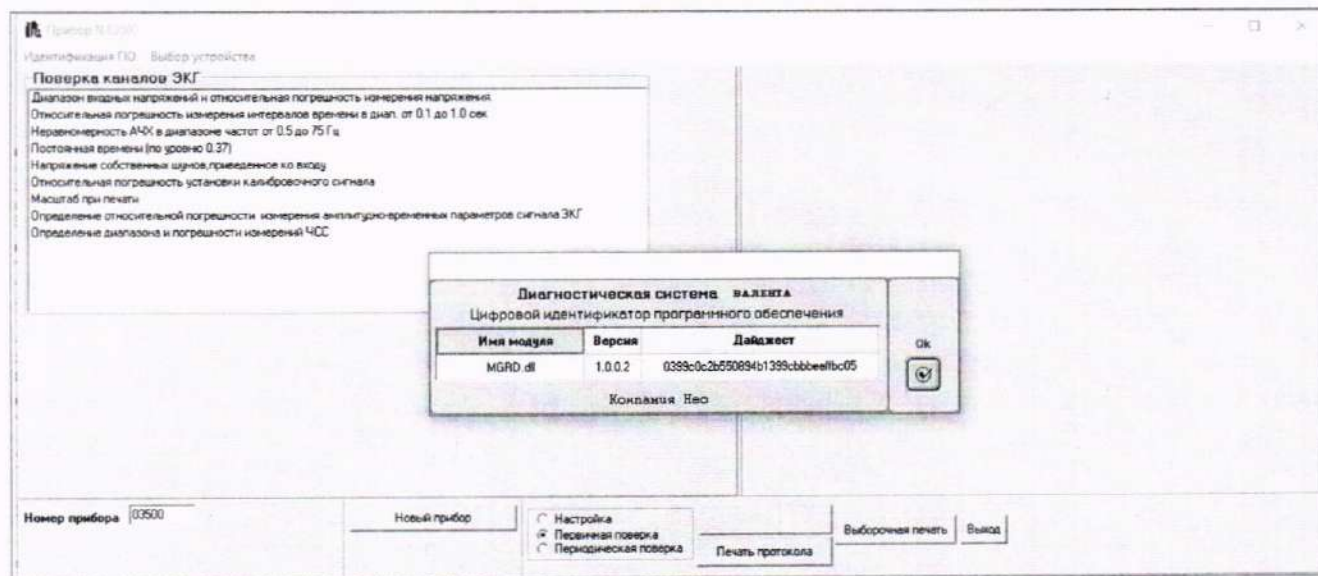 Прибор N
Идентификация ПО Выбор устройства
Поверка каналов ЭКГ
Диапазон входных напряжений и относительная погрешность измерения напряжения
Относительная погрешность измерения интервалов времени в диап. от 0.1 до 1.0 сек
Неравномерность АЧХ в диапазоне частот от 0.5 до 75 Гц
Постоянная времени (по уровню 0.37)
Напряжение собственных шумов,приведенное ко входу
Относительная погрешность установки калибровочного сигнала
Масштаб при печати
Определение относительной погрешности измерения амплитудно-временных параметров сигнала ЭКГ
Определение диапазона и погрешности измерений ЧСС
Диагностическая система ВАЛЕНТА
Цифровой идентификатор программного обеспечения
Имя модуля Версия Дайджест
MGRD.dll 1.0.0.2
Ok
Компания Нео
Номер прибора 03500
Новый прибор
Настройка
Первичная поверка
Периодическая поверка
Печать протокола
Выборочная печать
Выход